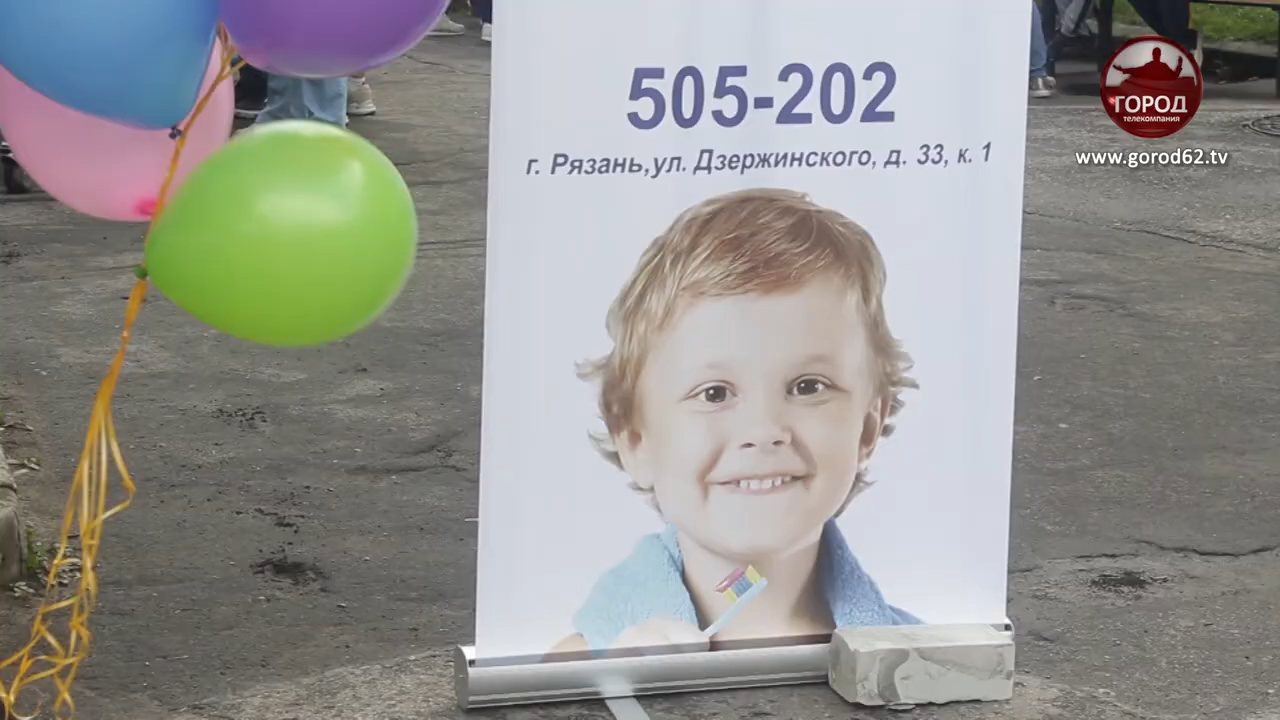 505-202
г. Рязань,ул. Дзержинского, д. 33, к. 1
ГОРОД
телекомпания
www.gorod62.tv